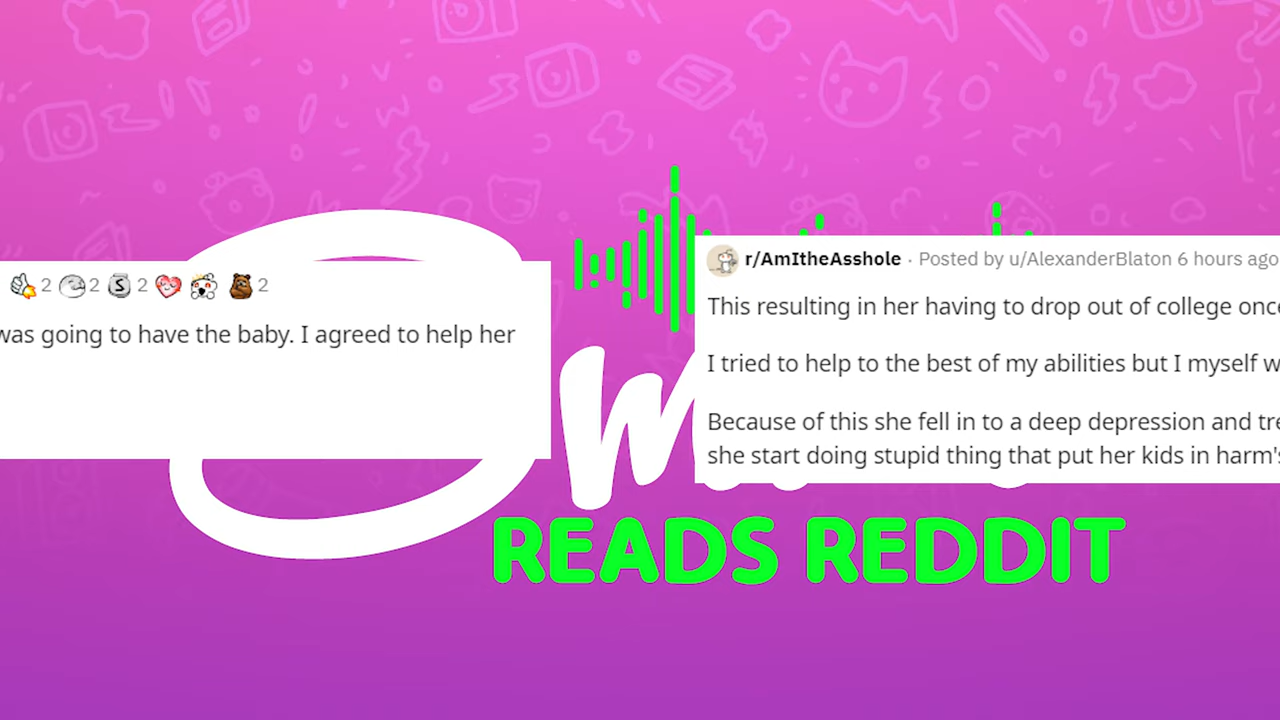 2 2 2 2
was going to have the baby. I agreed to help her
r/AmItheAsshole · Posted by u/AlexanderBlaton 6 hours ago
This resulting in her having to drop out of college
I tried to help to the best of my abilities but I myself
Because of this she fell in to a deep depression and
she start doing stupid thing that put her kids in harm's
READS REDDIT